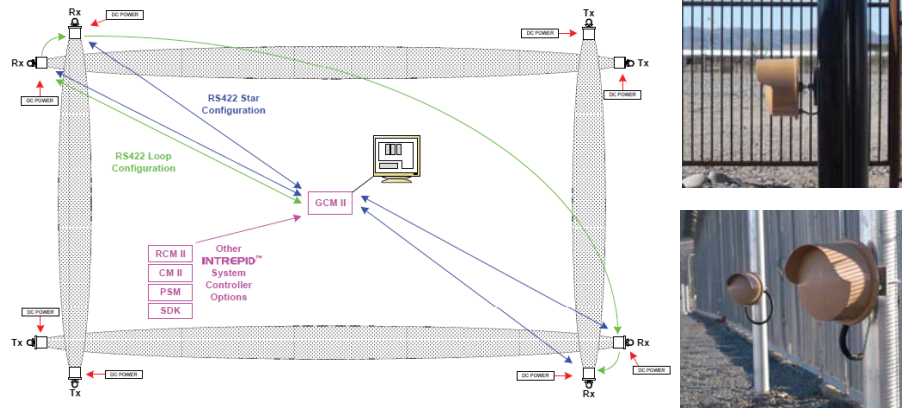 Rx
DC POWER
Tx
DC POWER
Rx
DC POWER
Tx
DC POWER
RS422 Star
Configuration
RS422 Loop
Configuration
GCM II
RCM II
CM II
PSM
SDK
Other
INTREPID™
System
Controller
Options
DC POWER
Tx
DC POWER
Tx
Rx
DC POWER
DC POWER
Rx